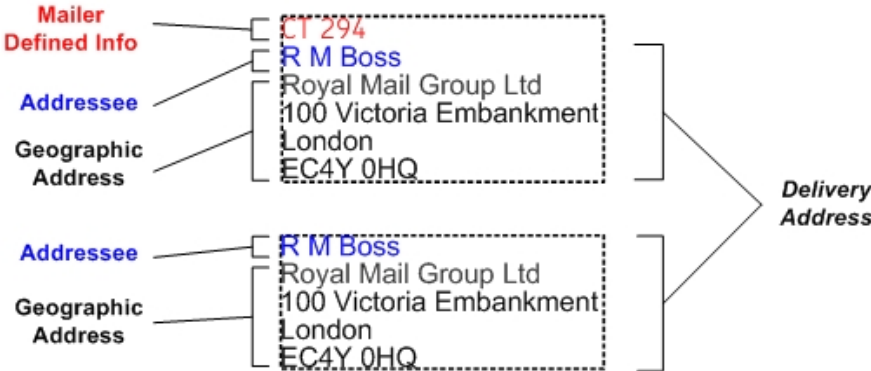 Mailer
Defined Info
CT 294
R M Boss
Addressee
Royal Mail Group Ltd
100 Victoria Embankment
Geographic
Address
London
EC4Y 0HQ
Delivery
Address
Addressee
R M Boss
Royal Mail Group Ltd
Geographic
Address
100 Victoria Embankment
London
EC4Y 0HQ